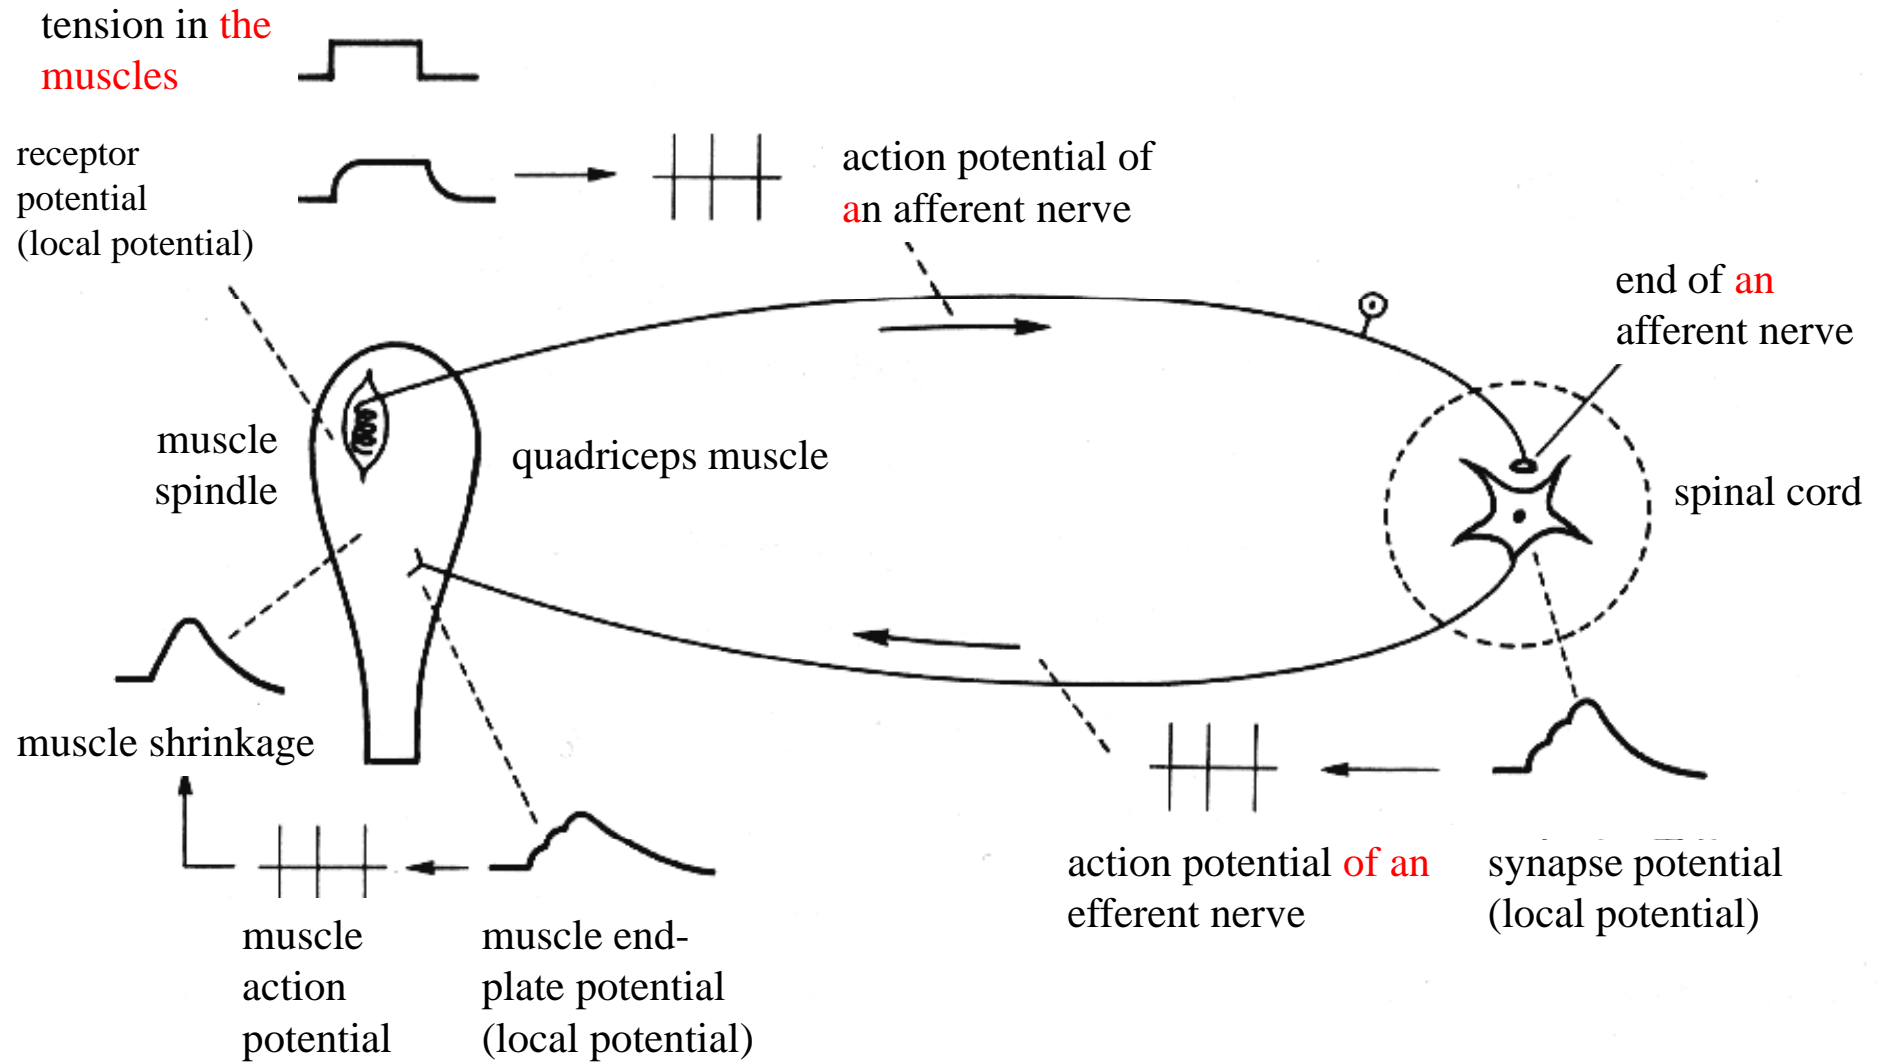 tension in the
muscles
receptor
potential
(local potential)
action potential of
an afferent nerve
end of an
afferent nerve
muscle
spindle
quadriceps muscle
spinal cord
muscle shrinkage
action potential of an
efferent nerve
synapse potential
(local potential)
muscle
action
potential
muscle end-
plate potential
(local potential)